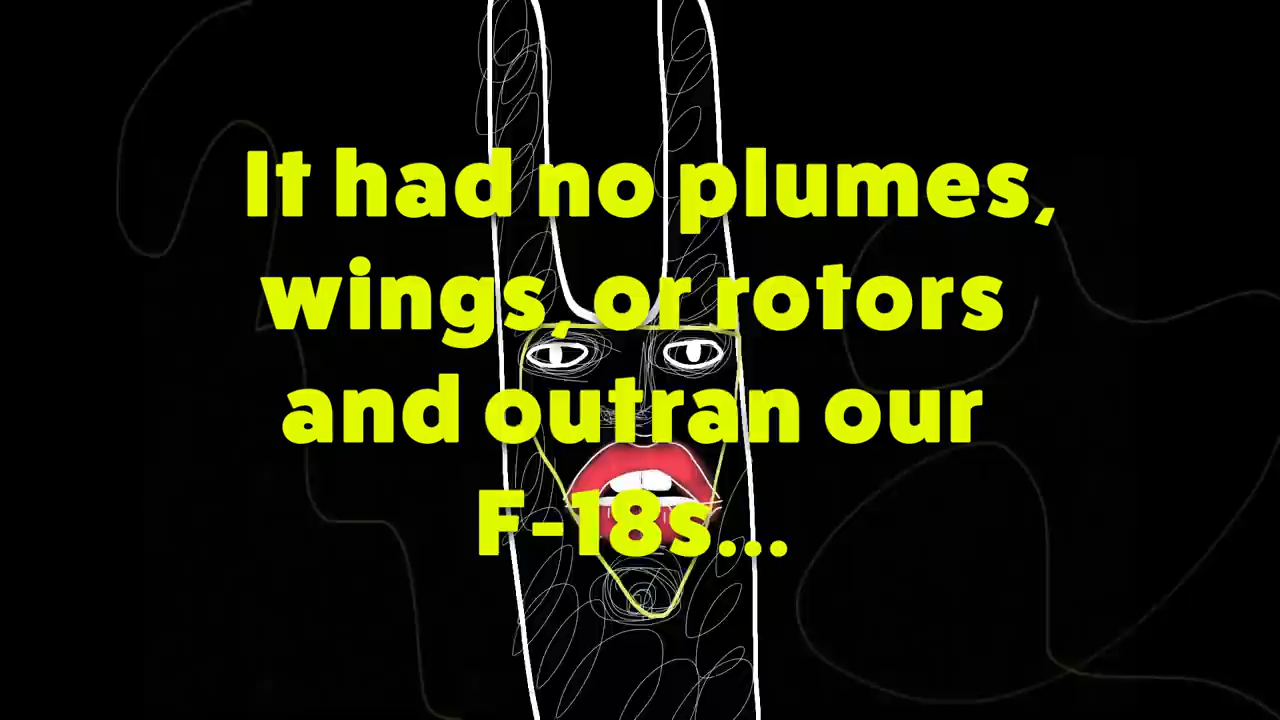 It had no plumes,
wings, or rotors
and outran our
F-18s...